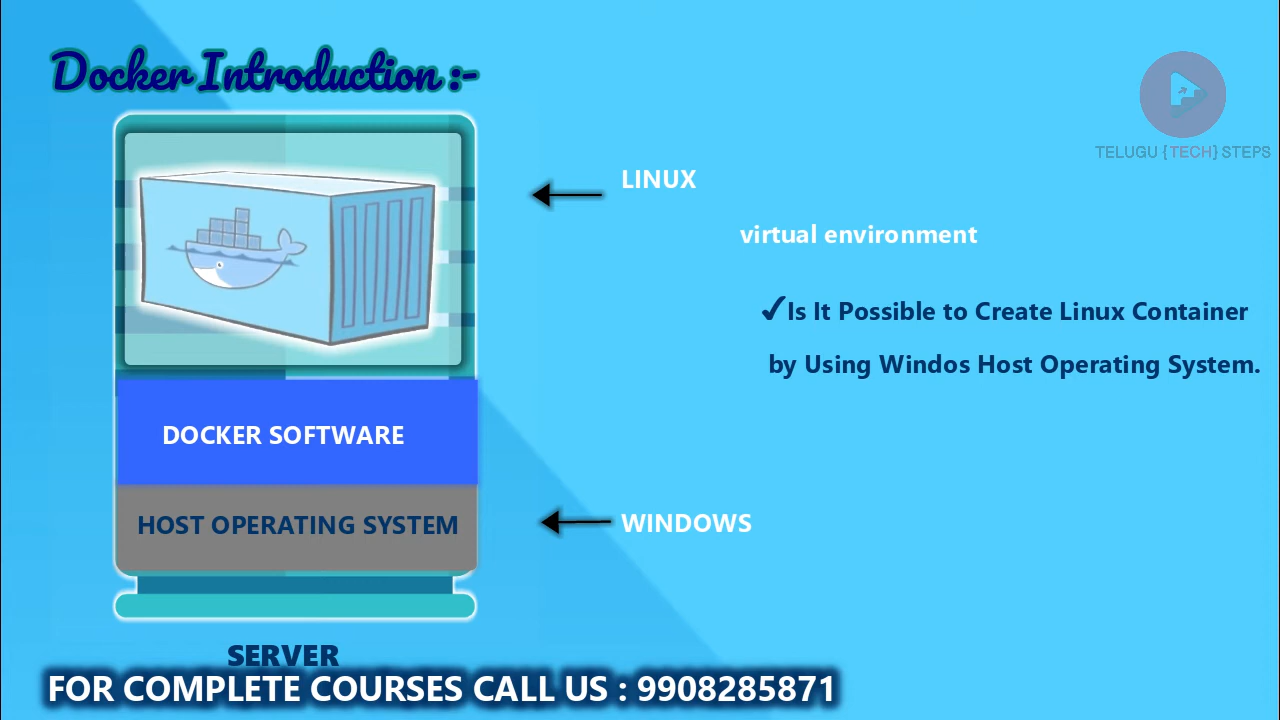 Docker Introduction :-
TELUGU {TECH} STEPS
LINUX
virtual environment
✓Is It Possible to Create Linux Container
by Using Windos Host Operating System.
DOCKER SOFTWARE
HOST OPERATING SYSTEM
WINDOWS
SERVER
FOR COMPLETE COURSES CALL US : 9908285871